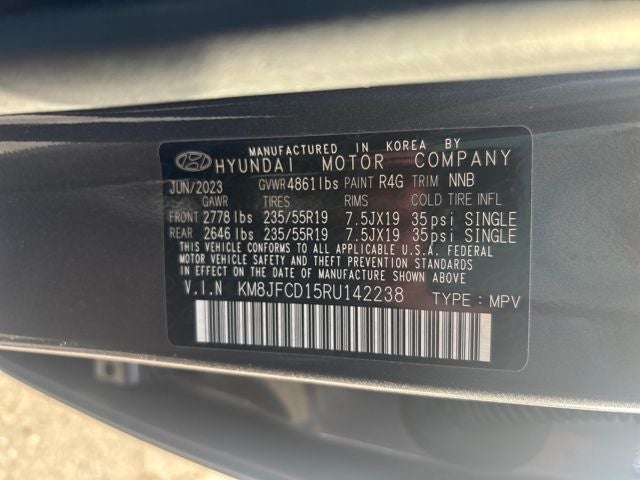 MANUFACTURED IN KOREA BY
HYUNDAI MOTOR COMPANY
JUN/2023 GVWR 4861lbs PAINT R4G TRIM NNB
GAWR TIRES RIMS COLD TIRE INFL
FRONT 2778 lbs 235/55R19 7.5JX19 35psi SINGLE
REAR 2646 lbs 235/55R19 7.5JX19 35psi SINGLE
THIS VEHICLE CONFORMS TO ALL APPLICABLE U.S.A. FEDERAL
MOTOR VEHICLE SAFETY AND THEFT PREVENTION STANDARDS
IN EFFECT ON THE DATE OF MANUFACTURE SHOWN ABOVE.
V.I.N KM8JFCD15RU142238 TYPE : MPV